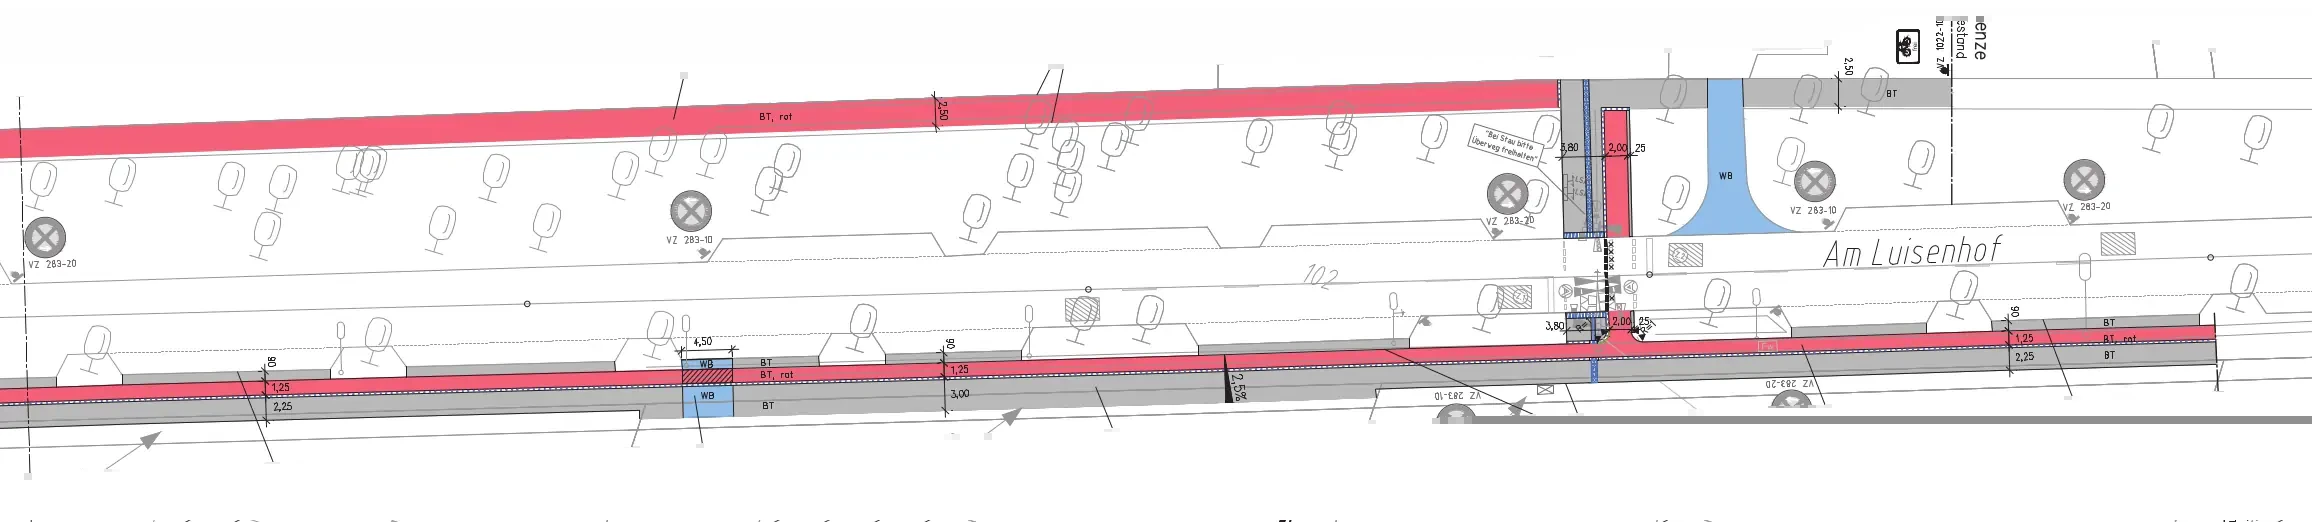 VZ 1022-10
enze
estand
2,50
BT
BT, rot
2,50
"Bei Stau bitte
Überweg freihalten"
3,80
2,00
25
WB
VZ 283-20
VZ 283-10
VZ 283-20
VZ 283-10
VZ 283-20
Am Luisenhof
102
3,80
2,00
25
4,50
90
WB
BT
BT, rot
WB
BT
90
1,25
3,00
90
1,25
2,25
2,5%
VZ 283-10
VZ 283-20
90
1,25
2,25
BT
BT, rot
BT